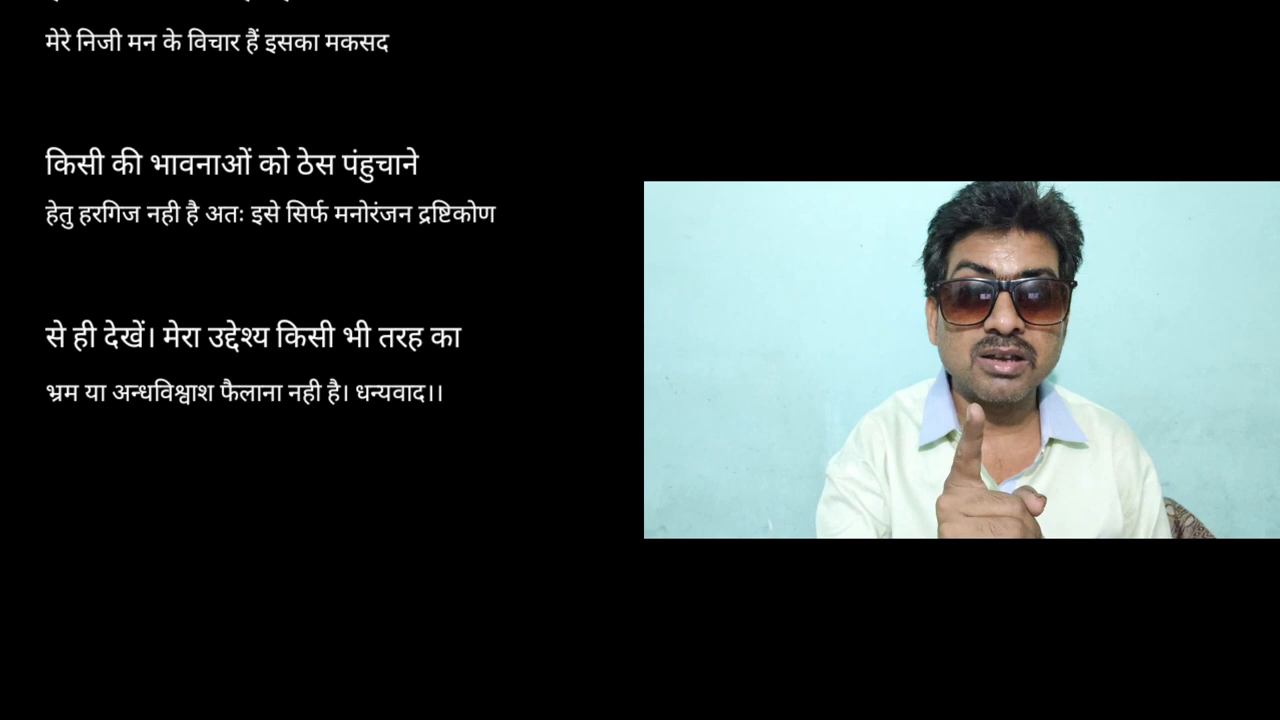 मेरे निजी मन के विचार हैं इसका मकसद
किसी की भावनाओं को ठेस पंहुचाने
हेतु हरगिज नही है अतः इसे सिर्फ मनोरंजन द्रष्टिकोण
से ही देखें। मेरा उद्देश्य किसी भी तरह का
भ्रम या अन्धविश्वाश फैलाना नही है। धन्यवाद।।